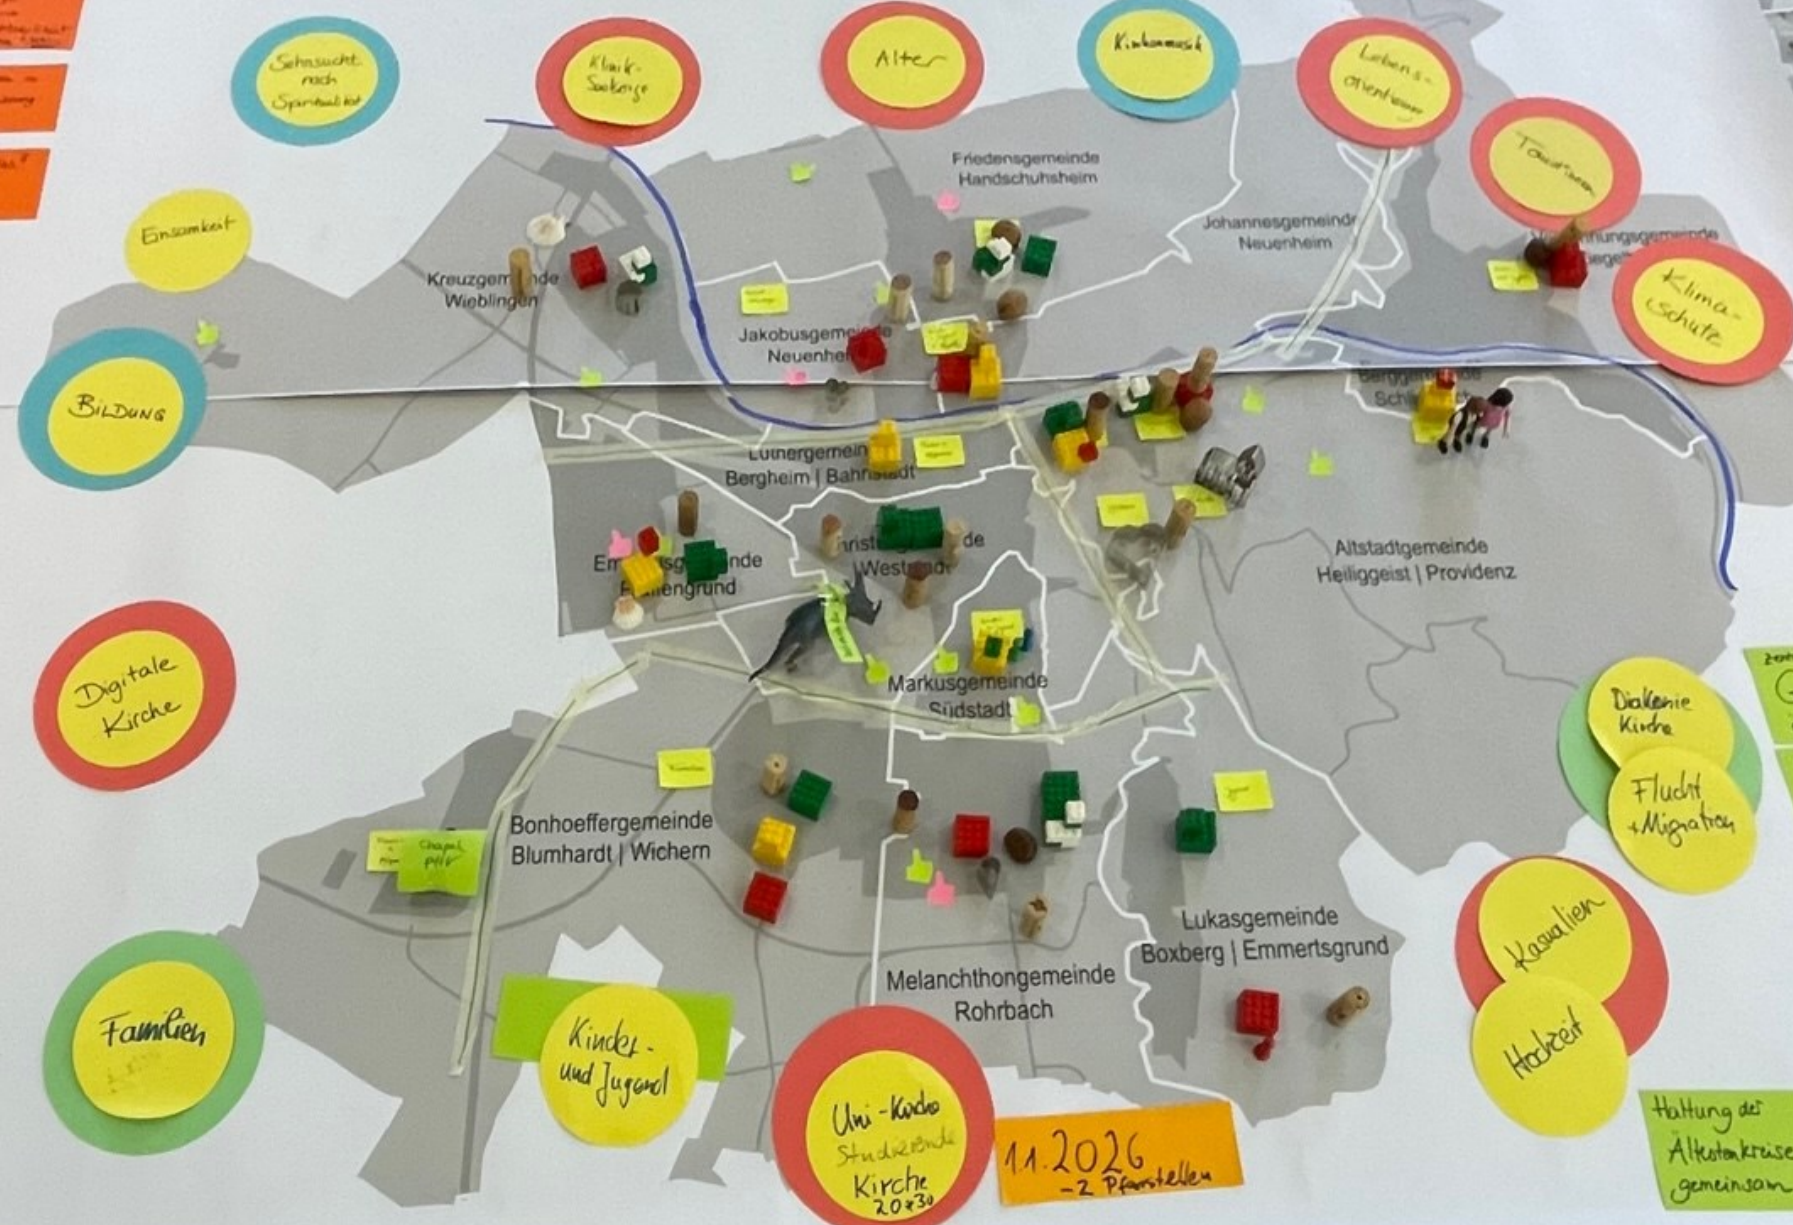 Sehnsucht
nach
Spiritualität
Klinik-
Seelsorge
Alter
Kirchenmusik
Lebens-
orientierung
Tourismus
Klima-
schutz
Einsamkeit
BILDUNG
Digitale
Kirche
Familien
Kinder-
und Jugend
Uni-Kirche
Studierende
Kirche
20+30
1.1.2026
-2 Pfarrstellen
Diakonie
Kirche
Flucht
+Migration
Kasualien
Hochzeit
Haltung der
Ältestenkreise
gemeinsam
Friedensgemeinde
Handschuhsheim
Johannesgemeinde
Neuenheim
Wieblingen
Jakobusgemeinde
Bergheim | Bahnstadt
Altstadtgemeinde
Heiliggeist | Providenz
Markusgemeinde
Südstadt
Bonhoeffergemeinde
Blumhardt | Wichern
Melanchthongemeinde
Rohrbach
Lukasgemeinde
Boxberg | Emmertsgrund